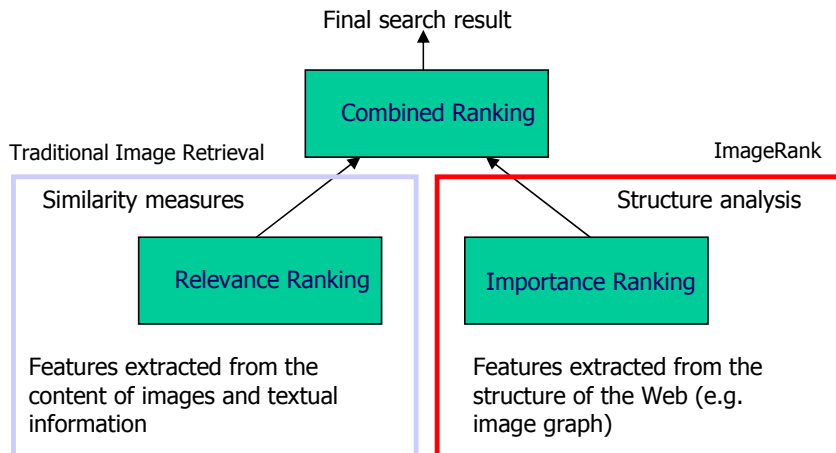 Final search result
Combined Ranking
Traditional Image Retrieval
ImageRank
Similarity measures
Structure analysis
Relevance Ranking
Importance Ranking
Features extracted from the
content of images and textual
information
Features extracted from the
structure of the Web (e.g.
image graph)